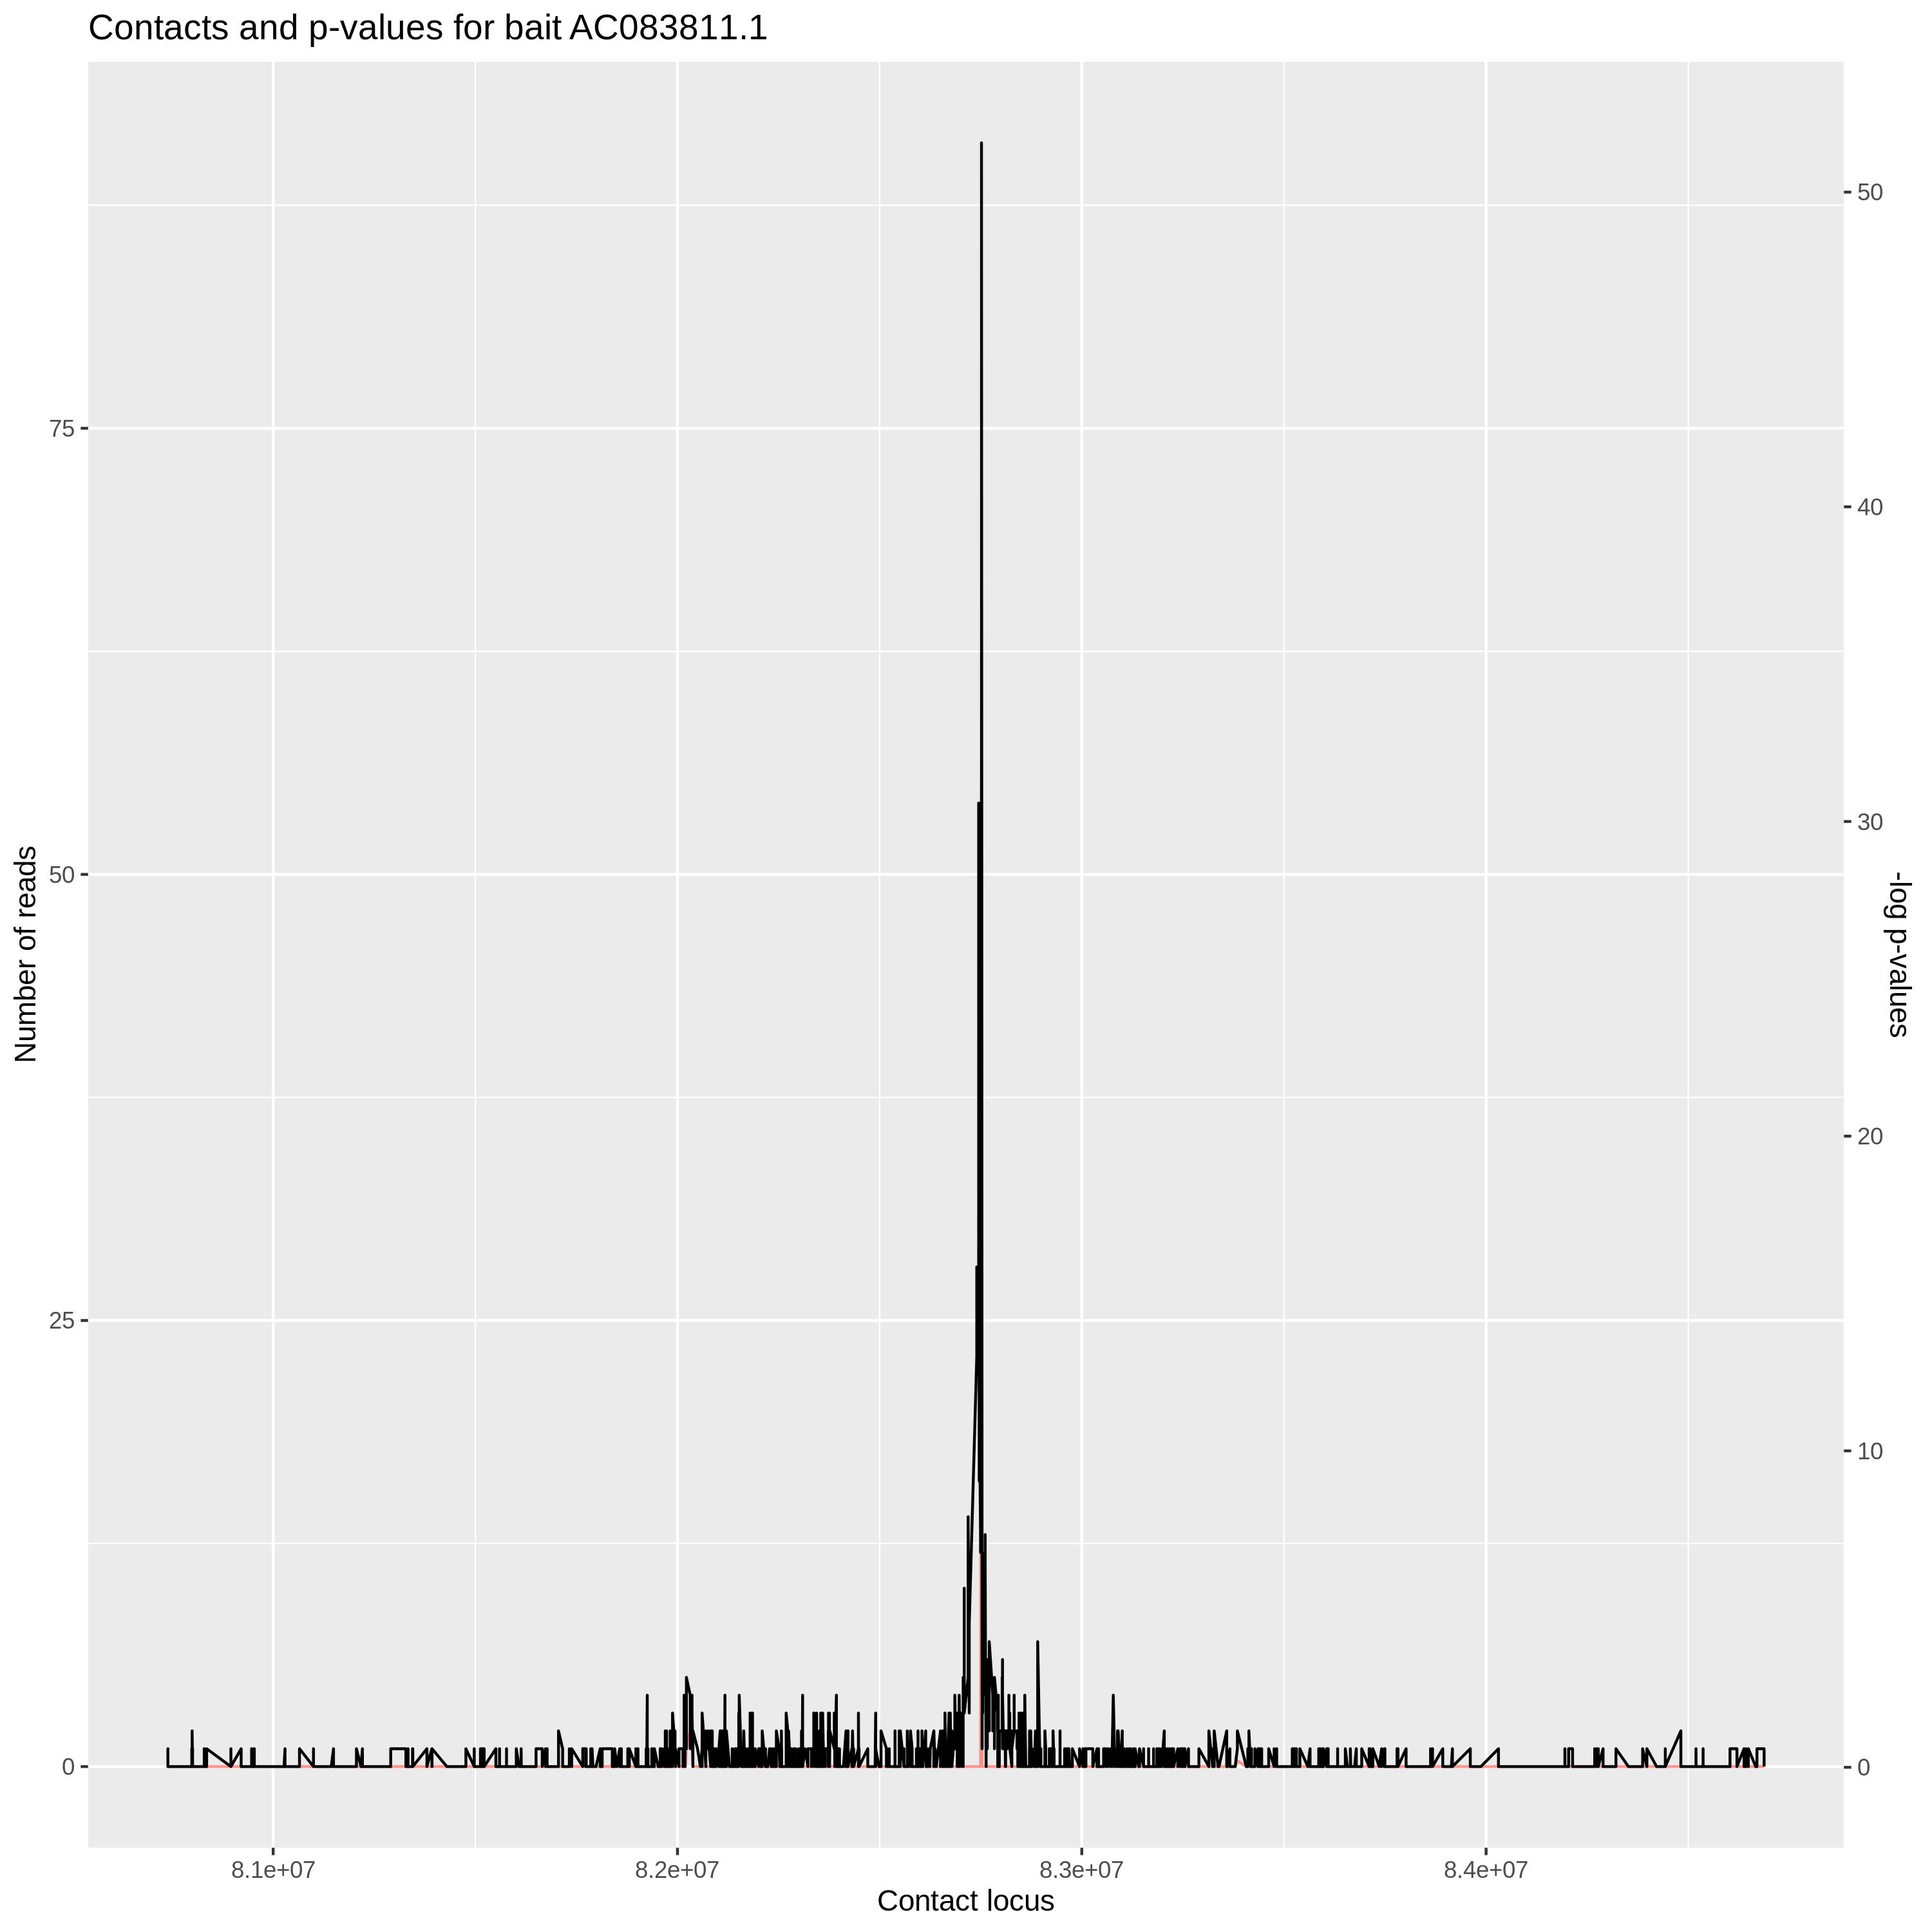 Contacts and p-values for bait AC083811.1
Number of reads
75
50
25
0
50
40
30
20
10
0
-log p-values
8.1e+07
8.2e+07
8.3e+07
8.4e+07
Contact locus